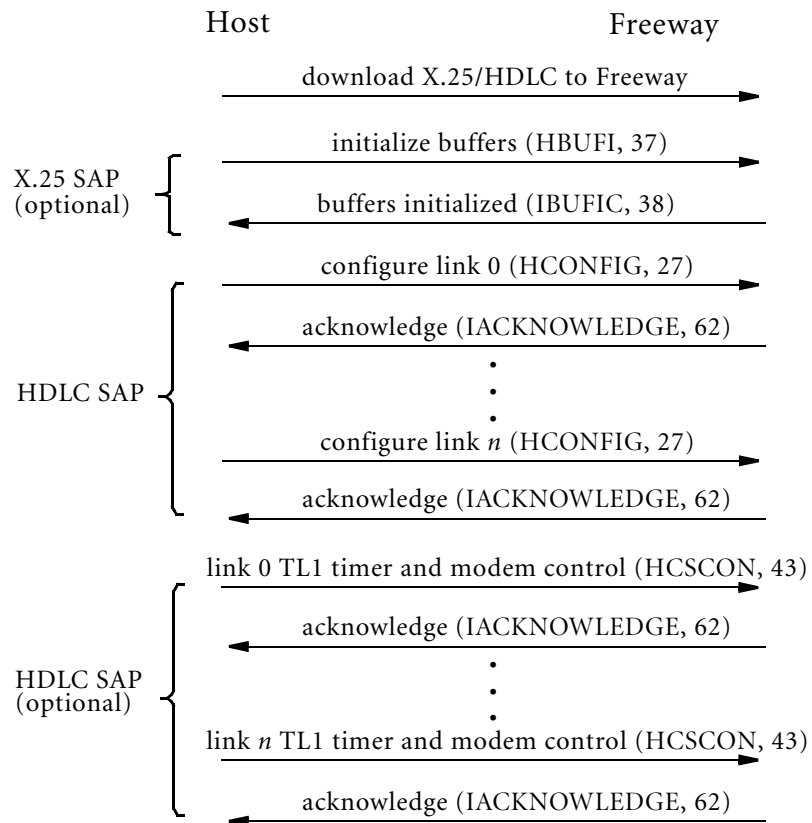 Host Freeway
download X.25/HDLC to Freeway
initialize buffers (HBUFI, 37)
X.25 SAP
(optional)
buffers initialized (IBUFIC, 38)
configure link 0 (HCONFIG, 27)
acknowledge (IACKNOWLEDGE, 62)
HDLC SAP
configure link n (HCONFIG, 27)
acknowledge (IACKNOWLEDGE, 62)
link 0 TL1 timer and modem control (HCSCON, 43)
acknowledge (IACKNOWLEDGE, 62)
HDLC SAP
(optional)
link n TL1 timer and modem control (HCSCON, 43)
acknowledge (IACKNOWLEDGE, 62)